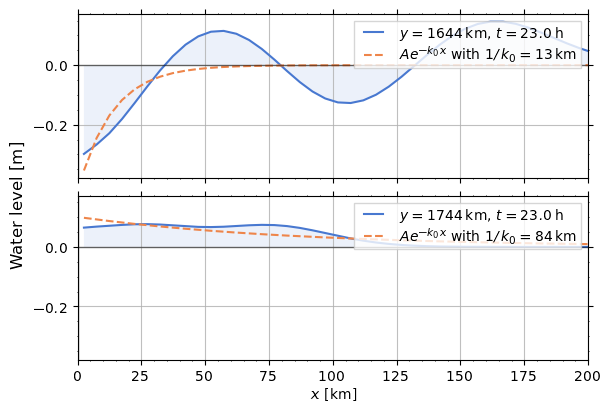 y = 1644 km, t = 23.0 h
Ae^{−k₀x} with 1/k₀ = 13 km
0.0
−0.2
y = 1744 km, t = 23.0 h
Ae^{−k₀x} with 1/k₀ = 84 km
0.0
−0.2
Water level [m]
0 25 50 75 100 125 150 175 200
x [km]